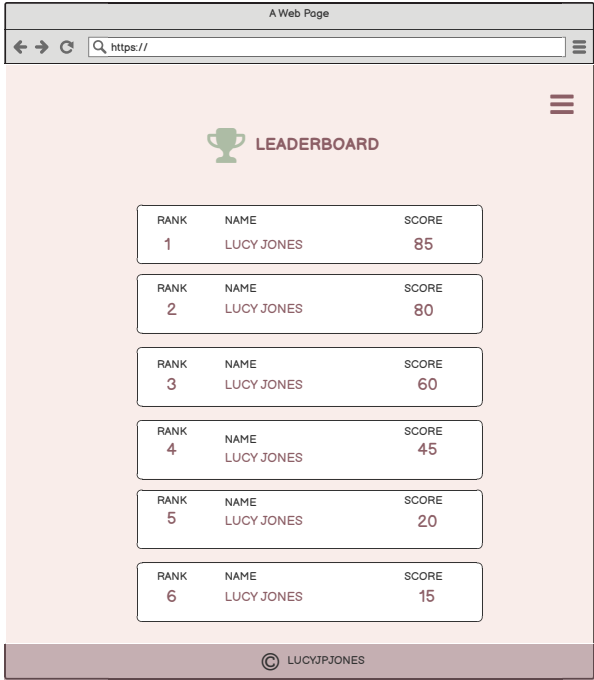 A Web Page
https://
LEADERBOARD
RANK NAME SCORE
1 LUCY JONES 85
RANK NAME SCORE
2 LUCY JONES 80
RANK NAME SCORE
3 LUCY JONES 60
RANK NAME SCORE
4 LUCY JONES 45
RANK NAME SCORE
5 LUCY JONES 20
RANK NAME SCORE
6 LUCY JONES 15
© LUCYJPJONES